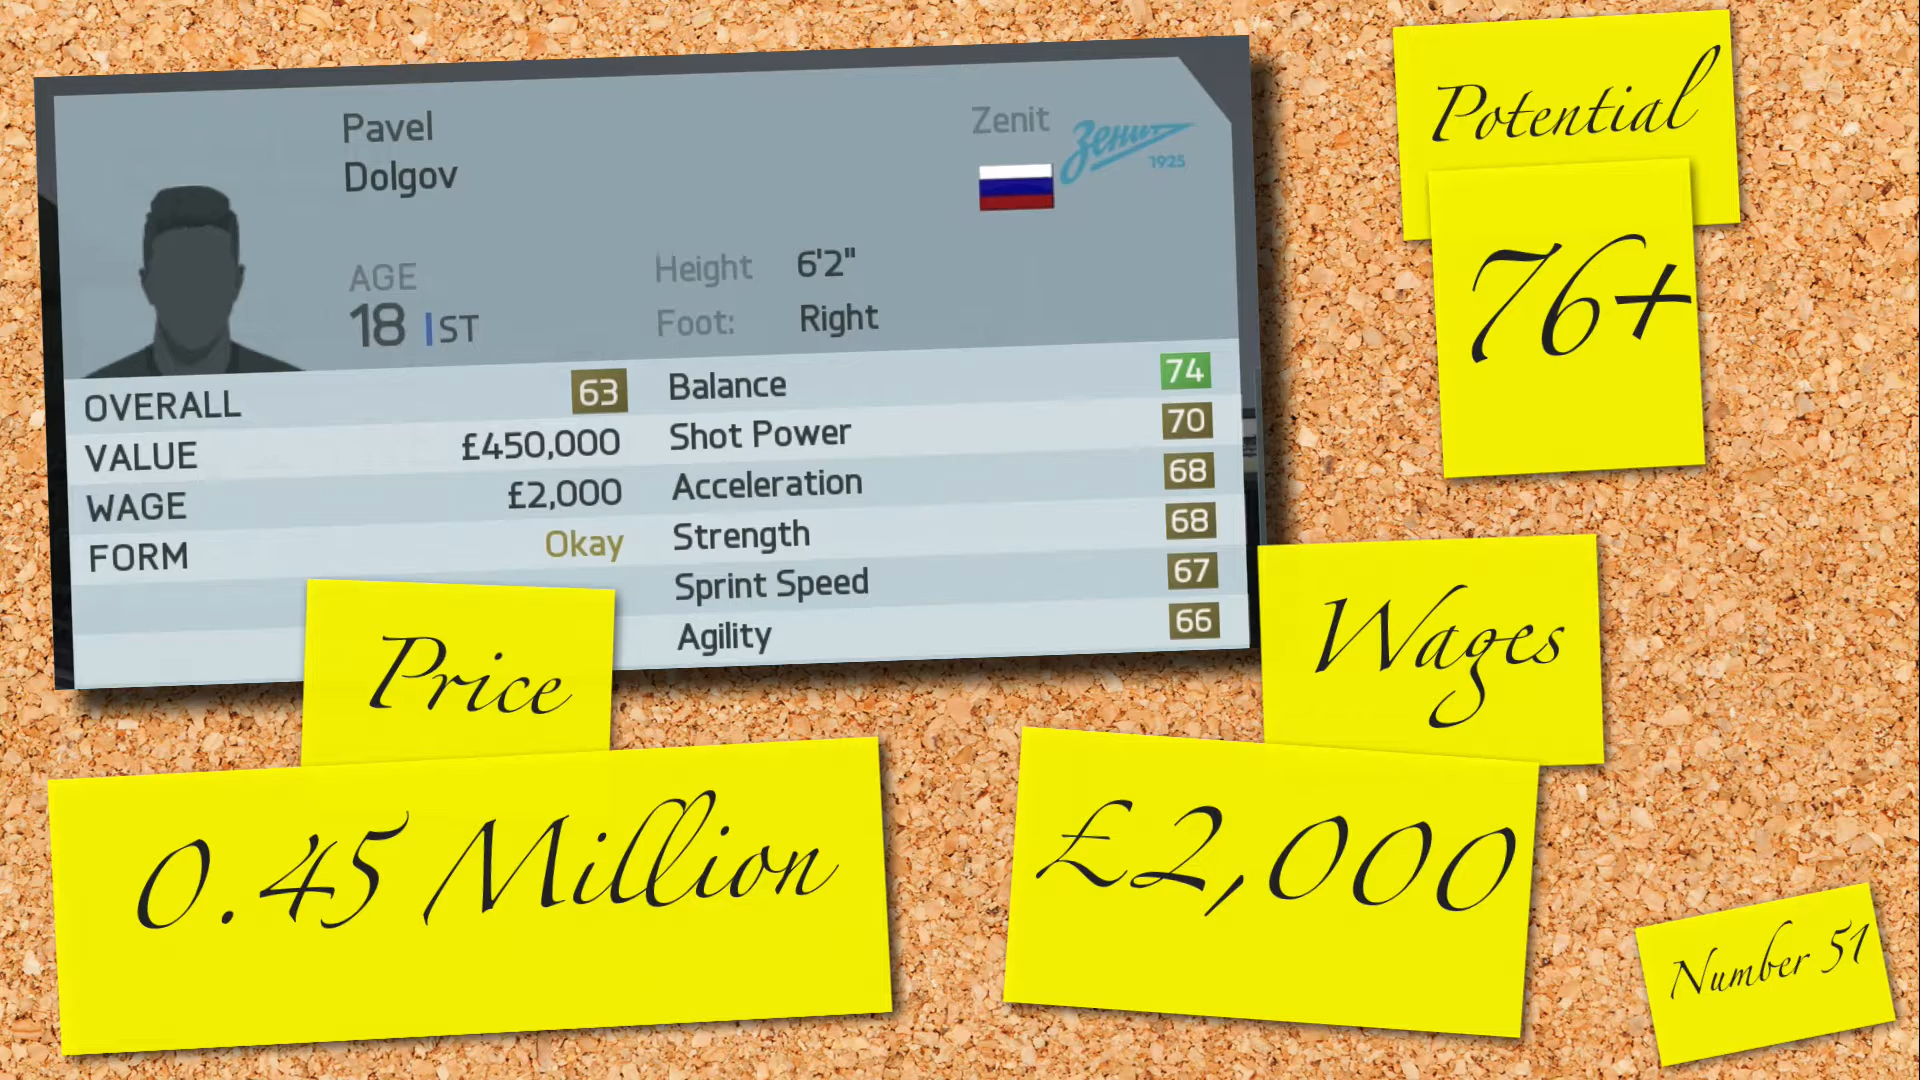 Pavel
Dolgov
Zenit
Зенит
1925
AGE
18 ST
Height 6'2"
Foot: Right
OVERALL 63
VALUE £450,000
WAGE £2,000
FORM Okay
Balance 74
Shot Power 70
Acceleration 68
Strength 68
Sprint Speed 67
Agility 66
Potential
76+
Price
0.45 Million
Wages
£2,000
Number 51